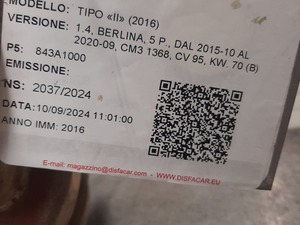 MODELLO: TIPO «II» (2016)
VERSIONE: 1.4, BERLINA, 5 P., DAL 2015-10 AL
2020-09, CM3 1368, CV 95, KW. 70 (B)
P5: 843A1000
EMISSIONE:
NS: 2037/2024
DATA:10/09/2024 11:01:00
ANNO IMM: 2016
E-mail: magazzino@disfacar.eu
WWW.DISFACAR.EU